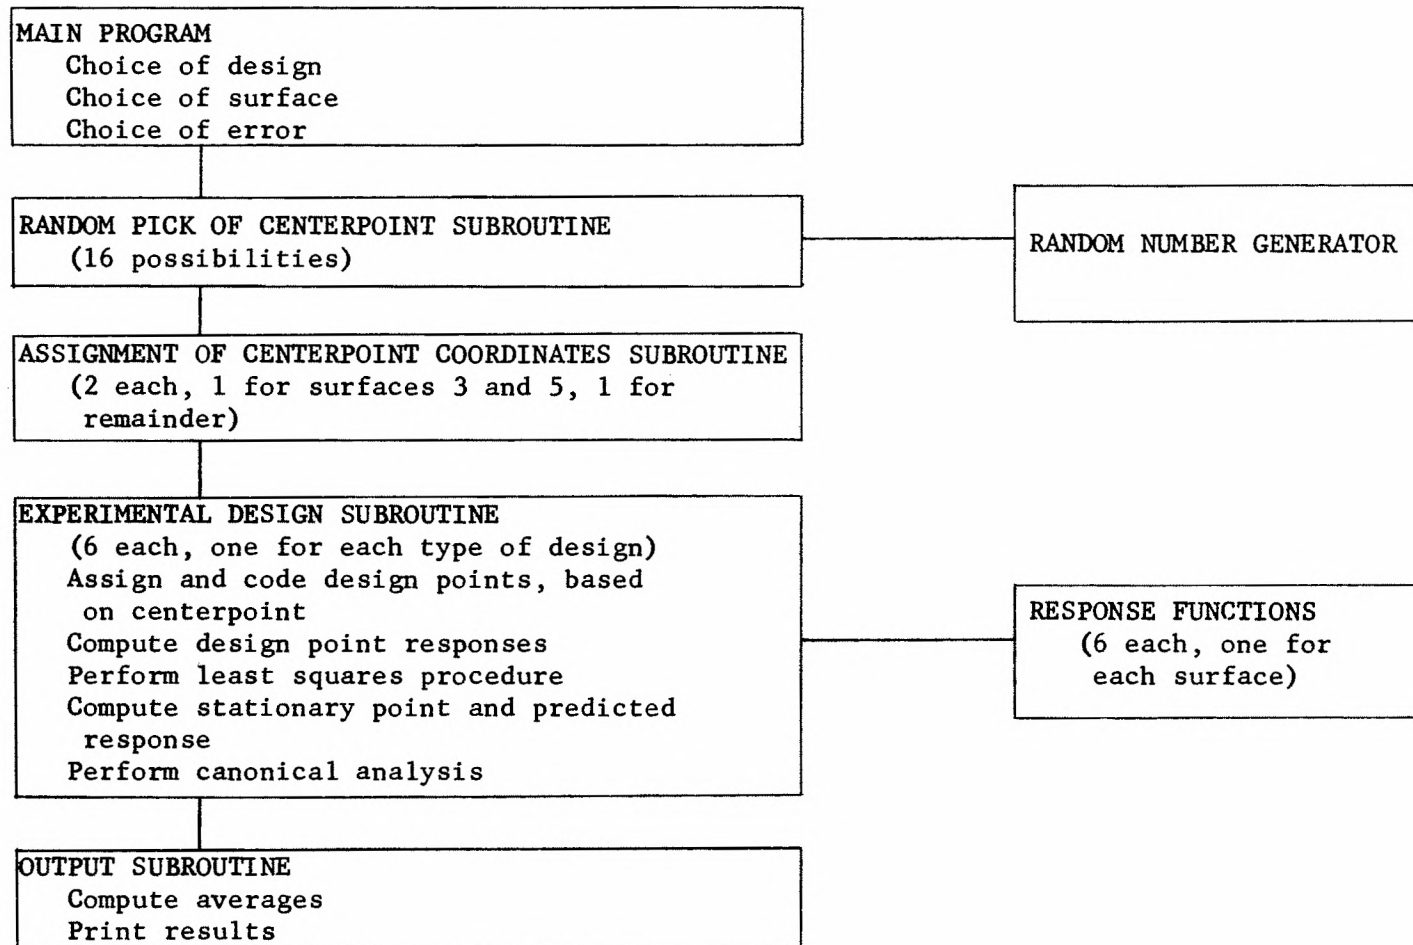 MAIN PROGRAM
Choice of design
Choice of surface
Choice of error
RANDOM PICK OF CENTERPOINT SUBROUTINE
(16 possibilities)
RANDOM NUMBER GENERATOR
ASSIGNMENT OF CENTERPOINT COORDINATES SUBROUTINE
(2 each, 1 for surfaces 3 and 5, 1 for
remainder)
EXPERIMENTAL DESIGN SUBROUTINE
(6 each, one for each type of design)
Assign and code design points, based
on centerpoint
Compute design point responses
Perform least squares procedure
Compute stationary point and predicted
response
Perform canonical analysis
RESPONSE FUNCTIONS
(6 each, one for
each surface)
OUTPUT SUBROUTINE
Compute averages
Print results